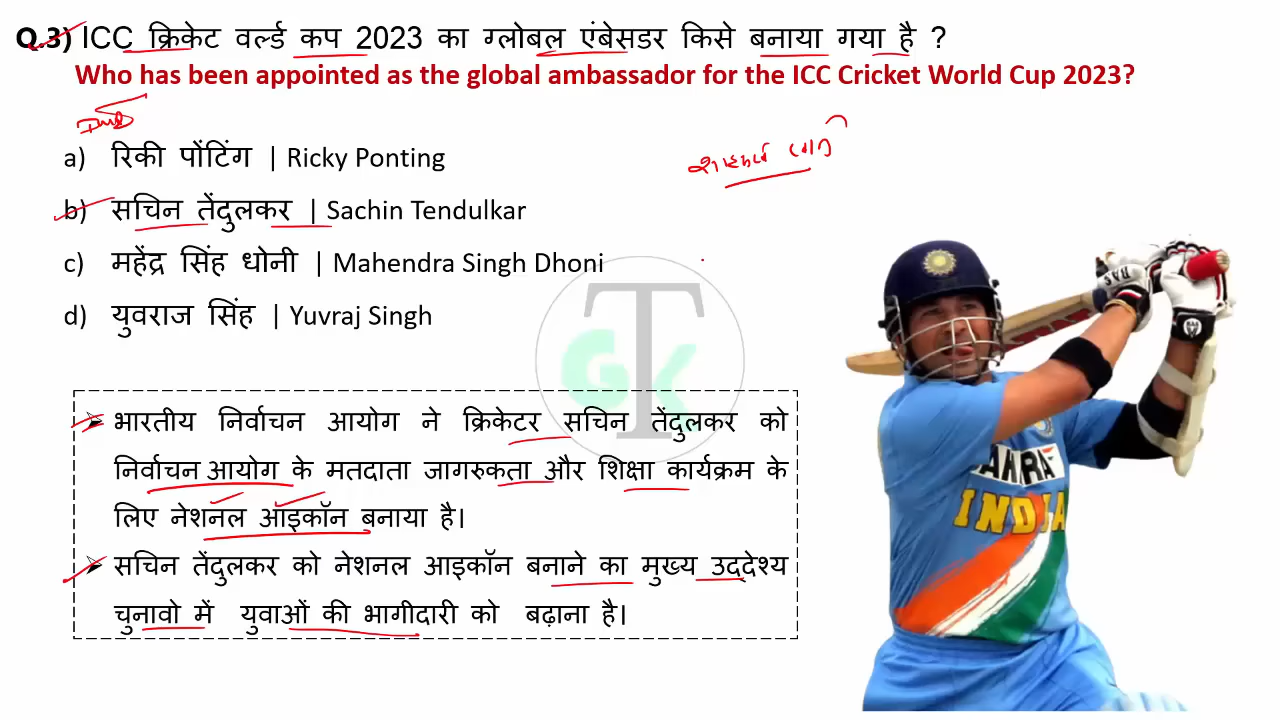 Q.3) ICC क्रिकेट वर्ल्ड कप 2023 का ग्लोबल एंबेसडर किसे बनाया गया है ?
Who has been appointed as the global ambassador for the ICC Cricket World Cup 2023?
a) रिकी पोंटिंग | Ricky Ponting
b) सचिन तेंदुलकर | Sachin Tendulkar
c) महेंद्र सिंह धोनी | Mahendra Singh Dhoni
d) युवराज सिंह | Yuvraj Singh
T
GK
RAS
SAHARA
INDIA
➢ भारतीय निर्वाचन आयोग ने क्रिकेटर सचिन तेंदुलकर को
निर्वाचन आयोग के मतदाता जागरुकता और शिक्षा कार्यक्रम के
लिए नेशनल आइकॉन बनाया है।
➢ सचिन तेंदुलकर को नेशनल आइकॉन बनाने का मुख्य उददेश्य
चुनावो में युवाओं की भागीदारी को बढ़ाना है।